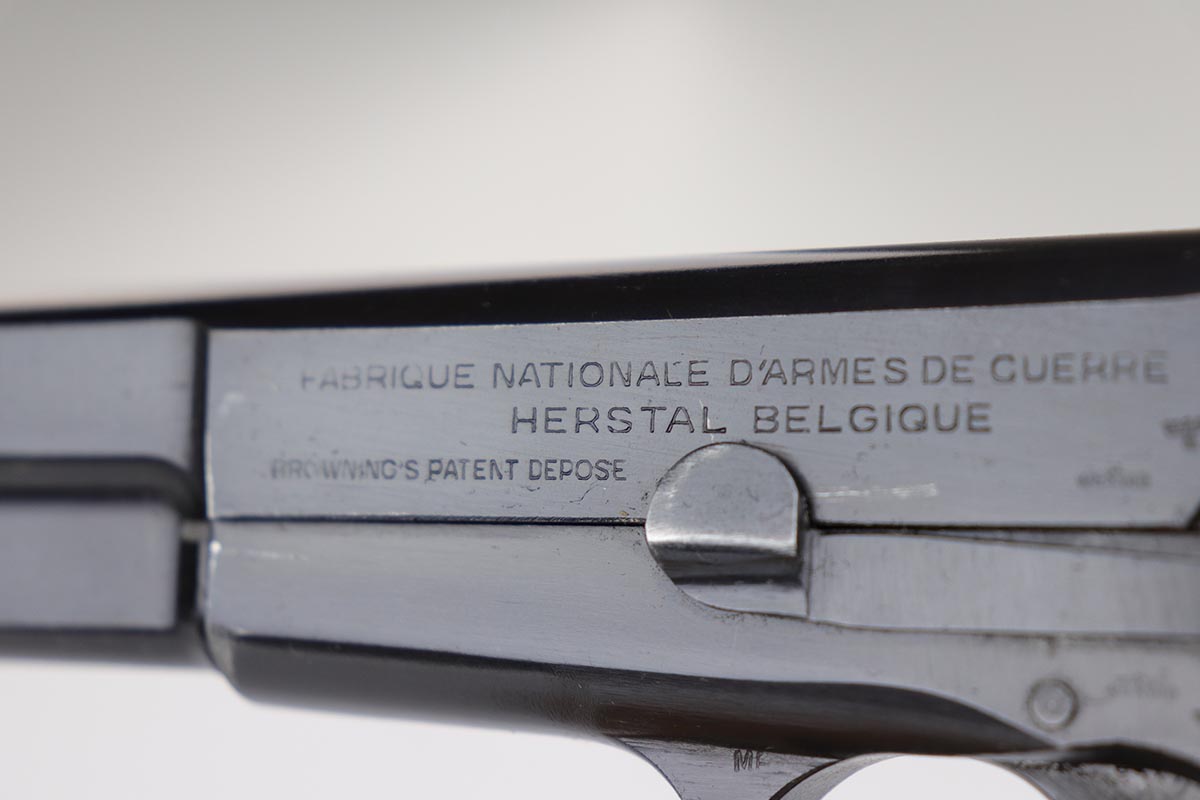 FABRIQUE NATIONALE D'ARMES DE GUERRE
HERSTAL BELGIQUE
BROWNING'S PATENT DEPOSE